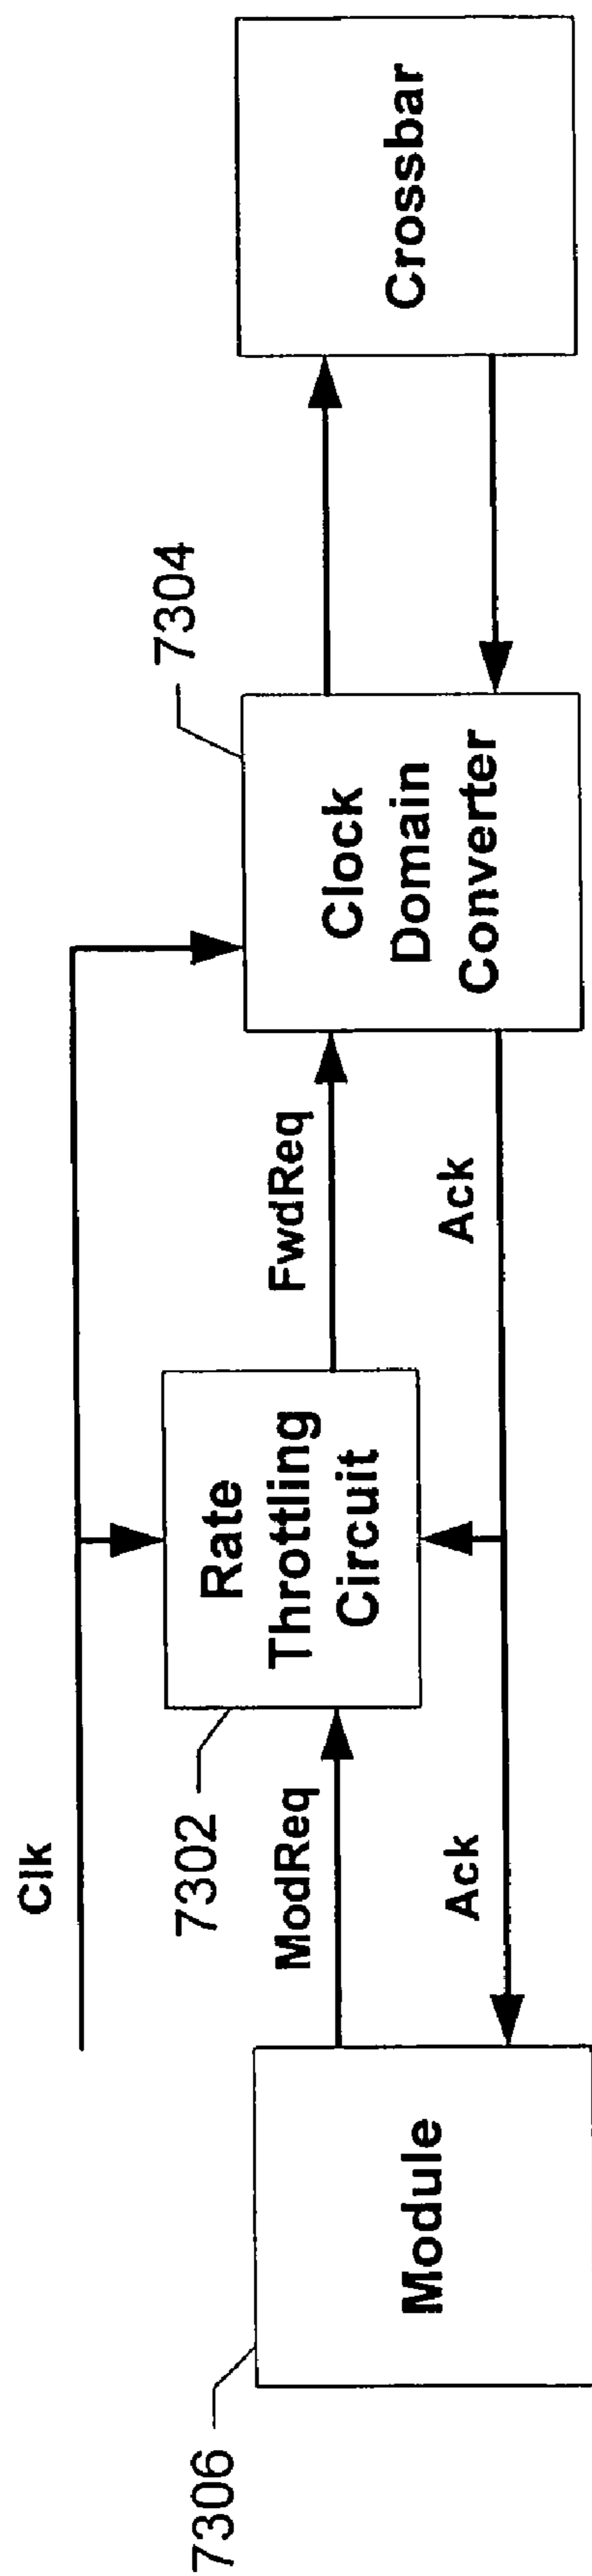 Clk
7306
Module
ModReq
Ack
7302
Rate
Throttling
Circuit
FwdReq
Ack
7304
Clock
Domain
Converter
Crossbar